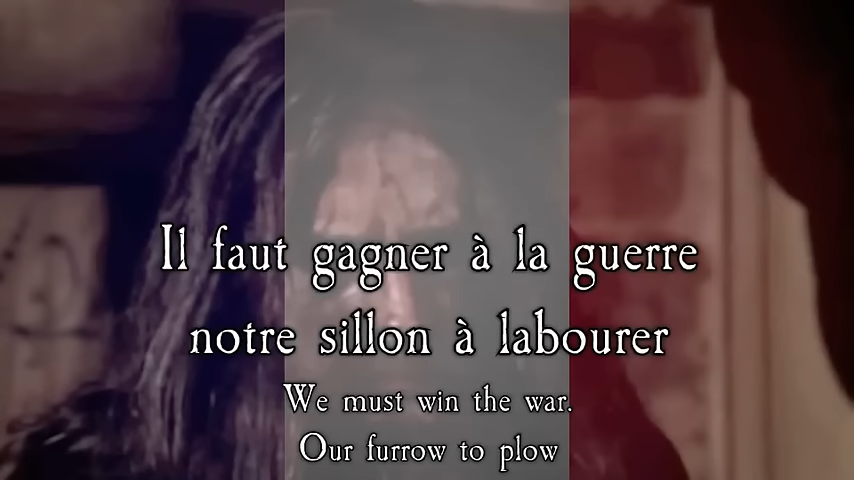 Il faut gagner à la guerre
notre sillon à labourer
We must win the war.
Our furrow to plow